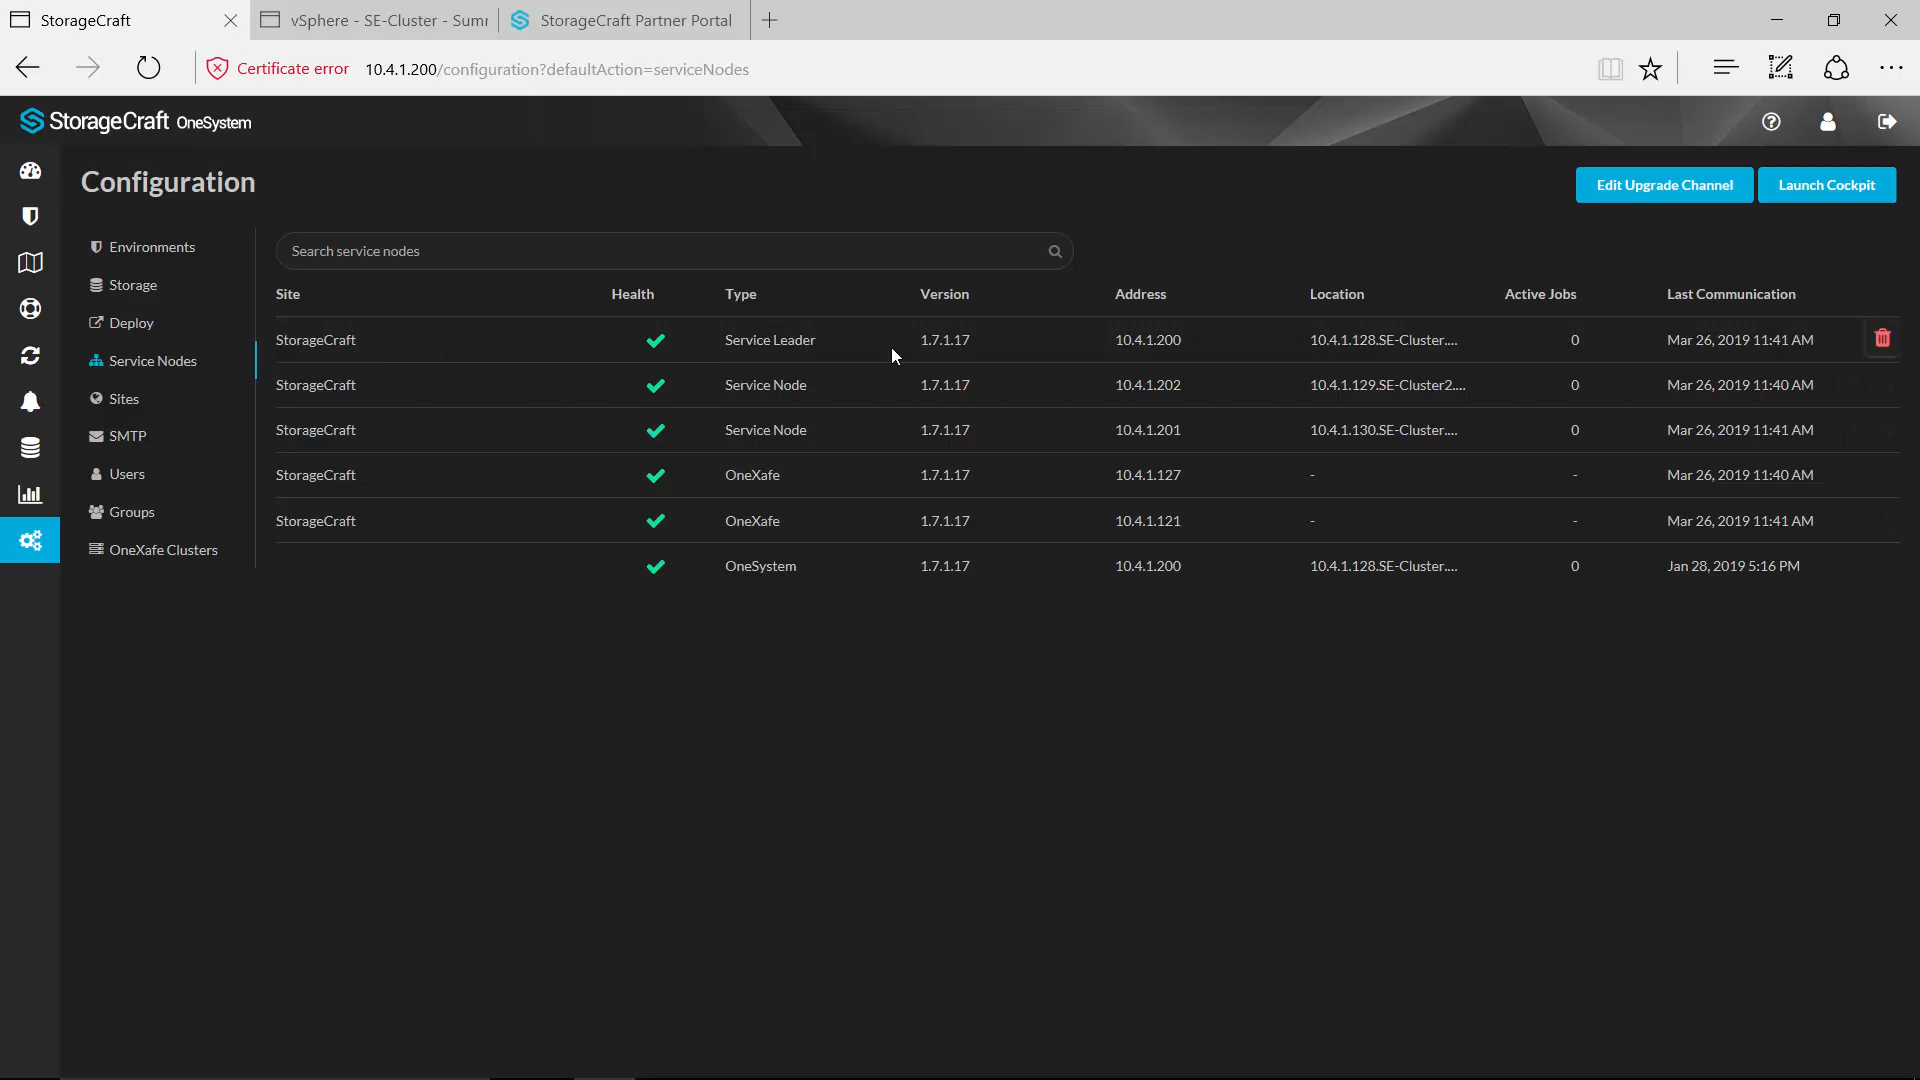 StorageCraft
vSphere - SE-Cluster - Sum
StorageCraft Partner Portal
Certificate error 10.4.1.200/configuration?defaultAction=serviceNodes
StorageCraft OneSystem
Configuration
Edit Upgrade Channel
Launch Cockpit
Environments
Storage
Deploy
Service Nodes
Sites
SMTP
Users
Groups
OneXafe Clusters
Search service nodes
Site Health Type Version Address Location Active Jobs Last Communication
StorageCraft Service Leader 1.7.1.17 10.4.1.200 10.4.1.128.SE-Cluster.... 0 Mar 26, 2019 11:41 AM
StorageCraft Service Node 1.7.1.17 10.4.1.202 10.4.1.129.SE-Cluster2.... 0 Mar 26, 2019 11:40 AM
StorageCraft Service Node 1.7.1.17 10.4.1.201 10.4.1.130.SE-Cluster.... 0 Mar 26, 2019 11:41 AM
StorageCraft OneXafe 1.7.1.17 10.4.1.127 - - Mar 26, 2019 11:40 AM
StorageCraft OneXafe 1.7.1.17 10.4.1.121 - - Mar 26, 2019 11:41 AM
OneSystem 1.7.1.17 10.4.1.200 10.4.1.128.SE-Cluster.... 0 Jan 28, 2019 5:16 PM